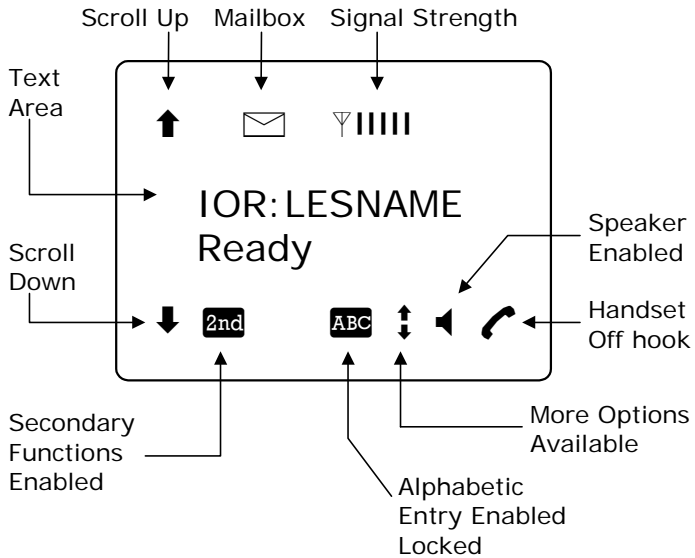 Scroll Up Mailbox Signal Strength
Text
Area
IOR:LESNAME
Ready
Speaker
Enabled
Scroll
Down
2nd
ABC
Handset
Off hook
Secondary
Functions
Enabled
More Options
Available
Alphabetic
Entry Enabled
Locked